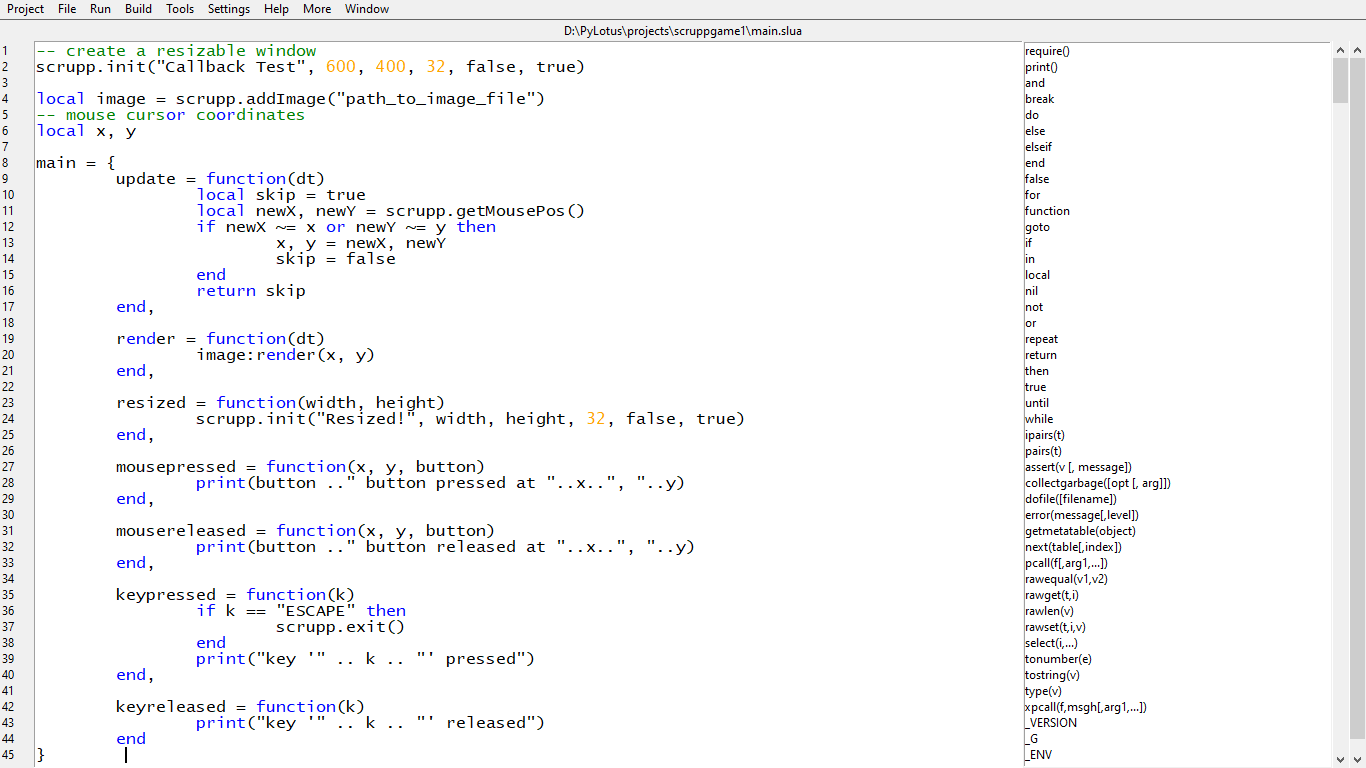 Project File Run Build Tools Settings Help More Window
D:\PyLotus\projects\scruppgame1\main.slua
1 -- create a resizable window
2 scrupp.init("Callback Test", 600, 400, 32, false, true)
3
4 local image = scrupp.addImage("path_to_image_file")
5 -- mouse cursor coordinates
6 local x, y
7
8 main = {
9 update = function(dt)
10 local skip = true
11 local newX, newY = scrupp.getMousePos()
12 if newX ~= x or newY ~= y then
13 x, y = newX, newY
14 skip = false
15 end
16 return skip
17 end,
18
19 render = function(dt)
20 image:render(x, y)
21 end,
22
23 resized = function(width, height)
24 scrupp.init("Resized!", width, height, 32, false, true)
25 end,
26
27 mousepressed = function(x, y, button)
28 print(button .." button pressed at "..x..", "..y)
29 end,
30
31 mousereleased = function(x, y, button)
32 print(button .." button released at "..x..", "..y)
33 end,
34
35 keypressed = function(k)
36 if k == "ESCAPE" then
37 scrupp.exit()
38 end
39 print("key '" .. k .. "' pressed")
40 end,
41
42 keyreleased = function(k)
43 print("key '" .. k .. "' released")
44 end
45 }
require()
print()
and
break
do
else
elseif
end
false
for
function
goto
if
in
local
nil
not
or
repeat
return
then
true
until
while
ipairs(t)
pairs(t)
assert(v [, message])
collectgarbage([opt [, arg]])
dofile([filename])
error(message[,level])
getmetatable(object)
next(table[,index])
pcall(f[,arg1,...])
rawequal(v1,v2)
rawget(t,i)
rawlen(v)
rawset(t,i,v)
select(i,...)
tonumber(e)
tostring(v)
type(v)
xpcall(f,msgh[,arg1,...])
_VERSION
_G
_ENV